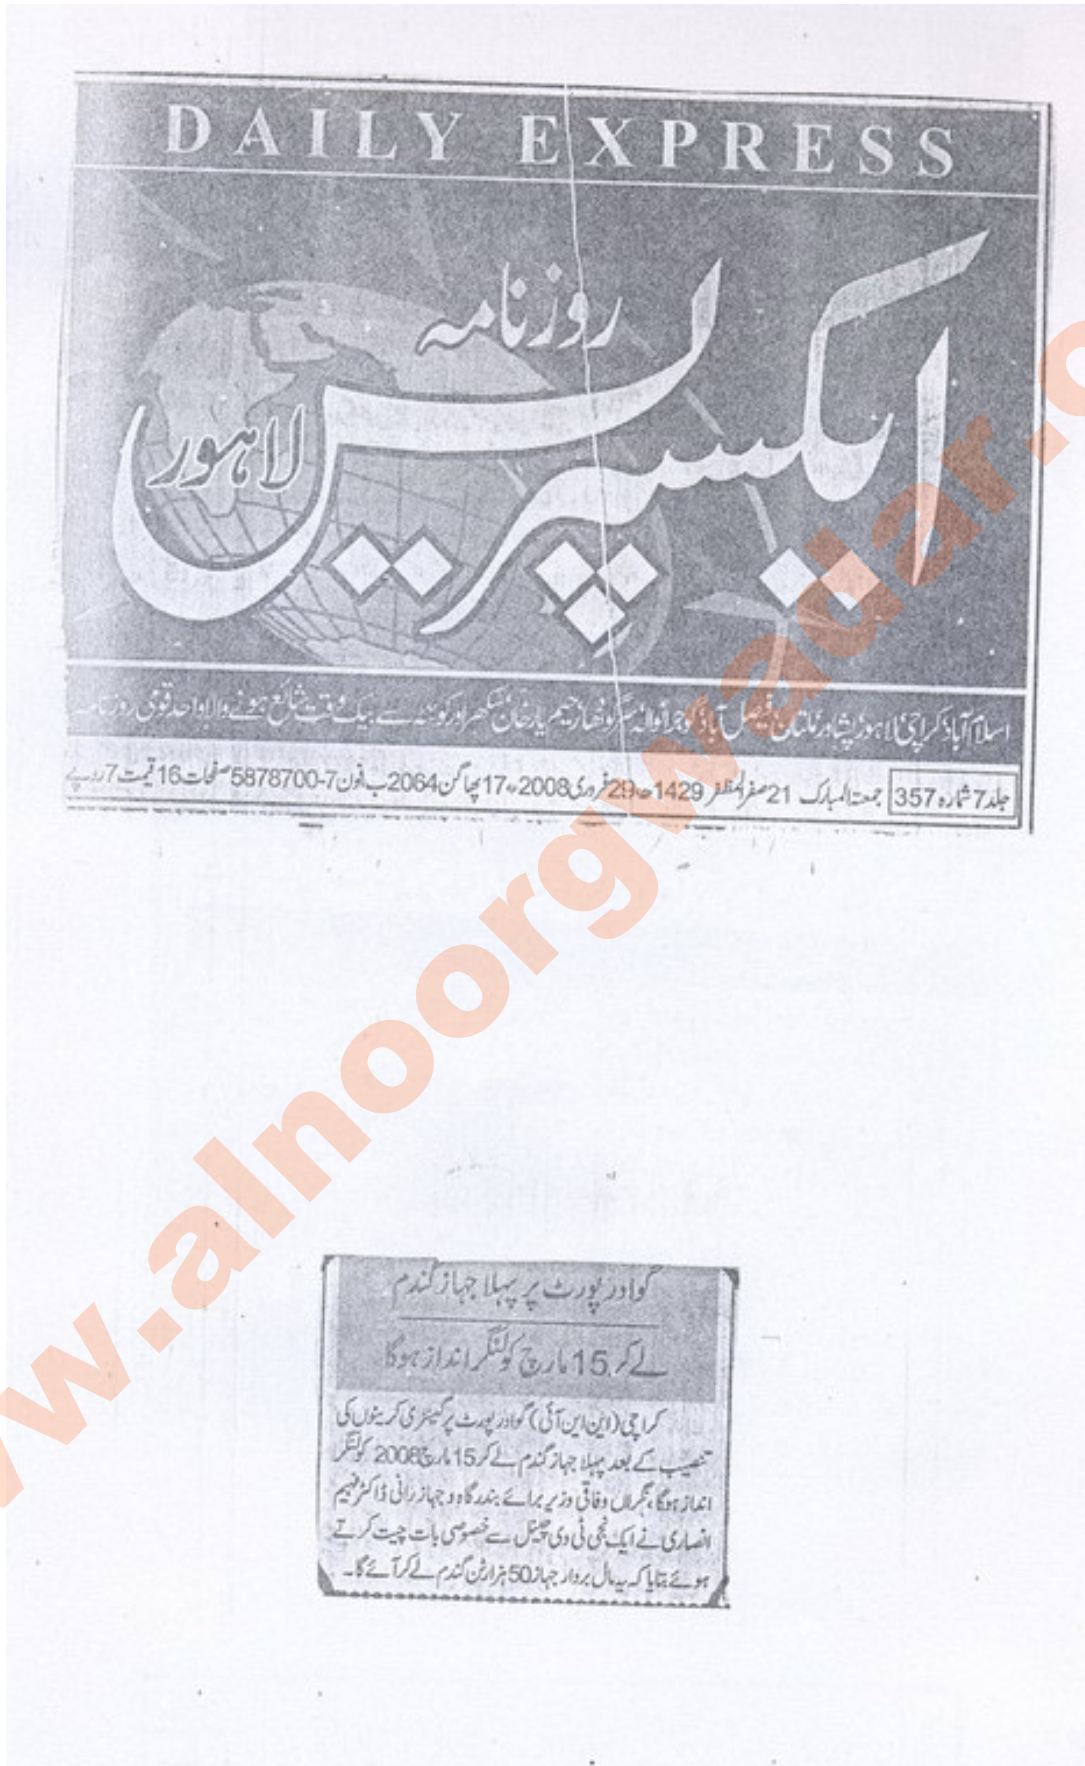 DAILY EXPRESS
روزنامہ
ایکسپریس
لاہور
اسلام آباد کراچی لاہور پشاور ملتان فیصل آباد گوجرانوالہ سرگودھا رحیم یار خان سکھر اور کوئٹہ سے بیک وقت شائع ہونے والا واحد قومی روزنامہ
جلد 7 شمارہ 357 جمعۃ المبارک 21 صفر المظفر 1429ھ 29 فروری 2008ء 17 پھاگن 2064 ب فون 7-5878700 صفحات 16 قیمت 7 روپے
گوادر پورٹ پر پہلا جہاز گندم
لے کر 15 مارچ کو لنگر انداز ہوگا
کراچی (این این آئی) گوادر پورٹ پر گینٹری کرینوں کی
تنصیب کے بعد پہلا جہاز گندم لے کر 15 مارچ 2008 کو لنگر
انداز ہوگا، نگراں وفاقی وزیر برائے بندرگاہ و جہاز رانی ڈاکٹر فہیم
انصاری نے ایک نجی ٹی وی چینل سے خصوصی بات چیت کرتے
ہوئے بتایا کہ یہ مال بردار جہاز 50 ہزار ٹن گندم لے کر آئے گا۔
w.alnoorgwadar.o